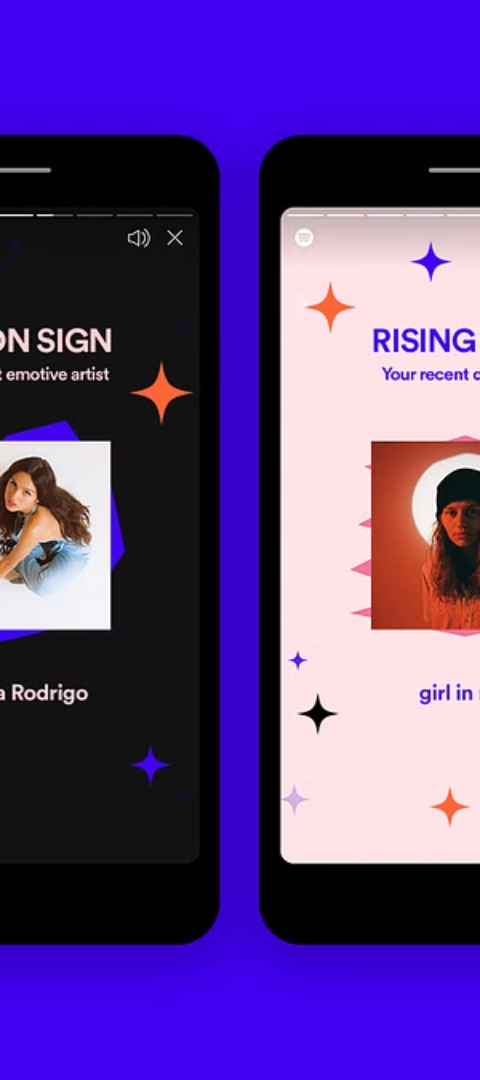 ON SIGN
t emotive artist
a Rodrigo
RISING
Your recent
girl in